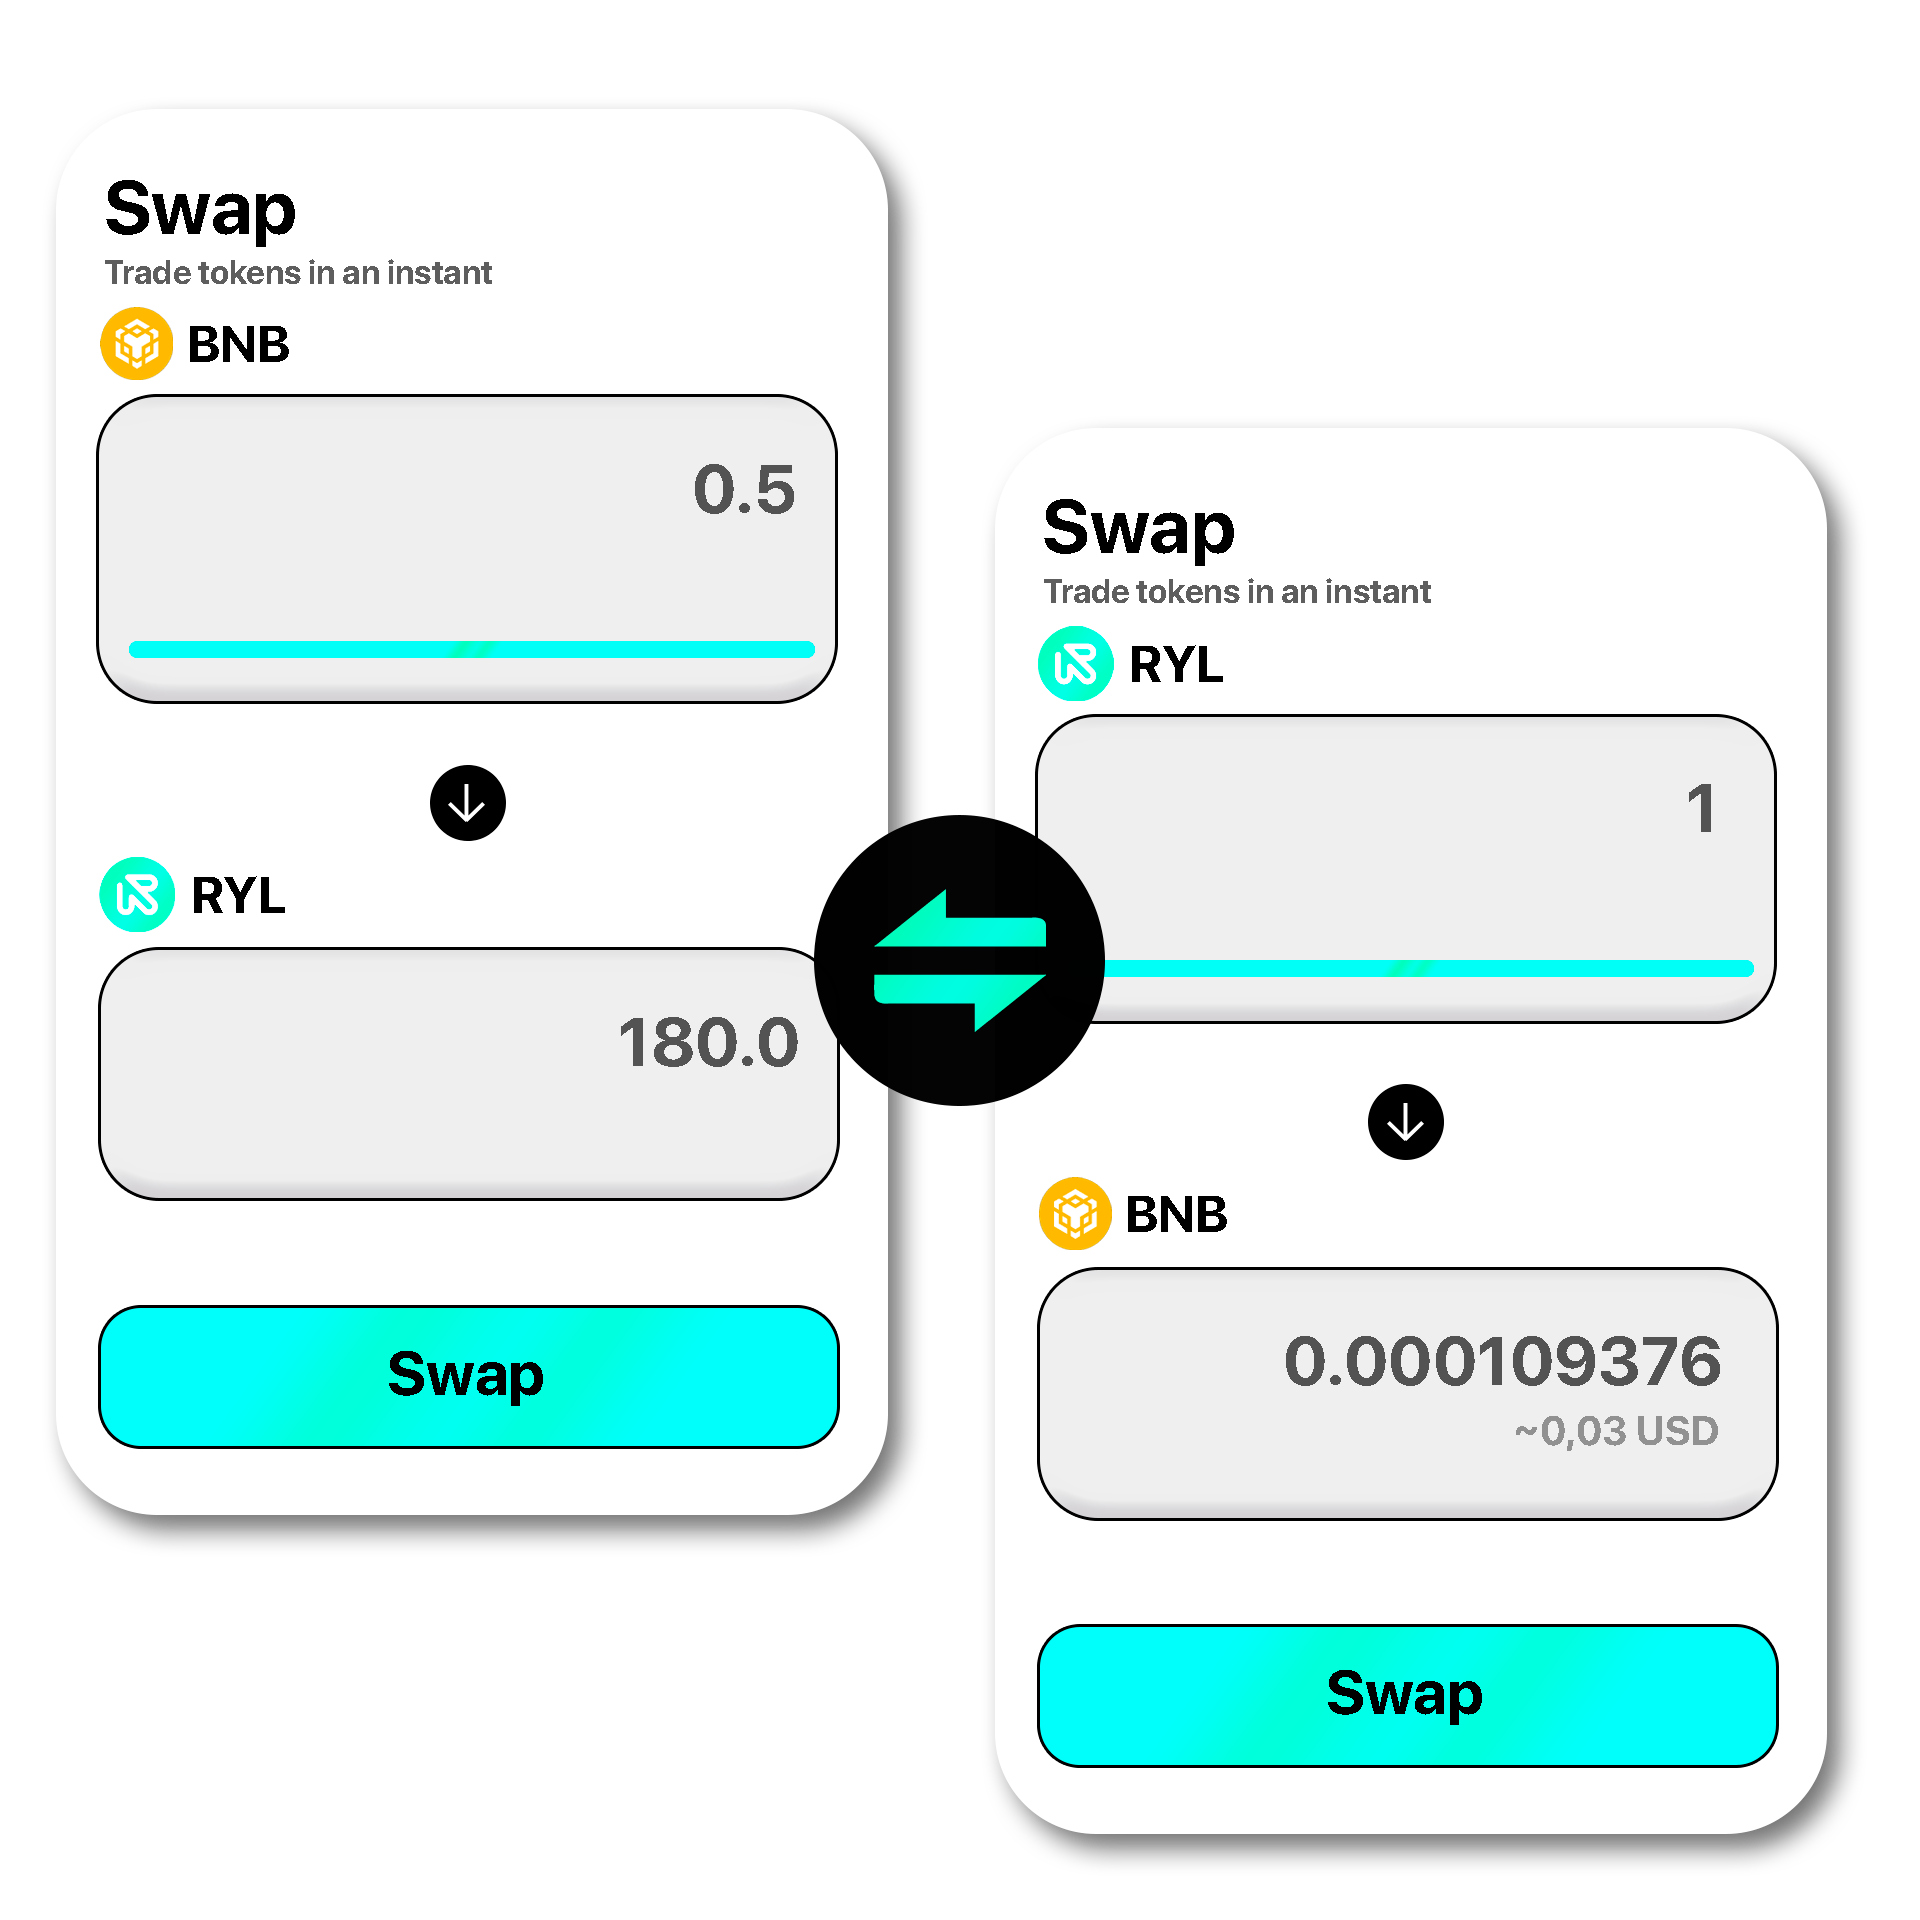 Swap
Trade tokens in an instant
BNB
0.5
RYL
180.0
Swap
Swap
Trade tokens in an instant
RYL
1
BNB
0.000109376
~0,03 USD
Swap